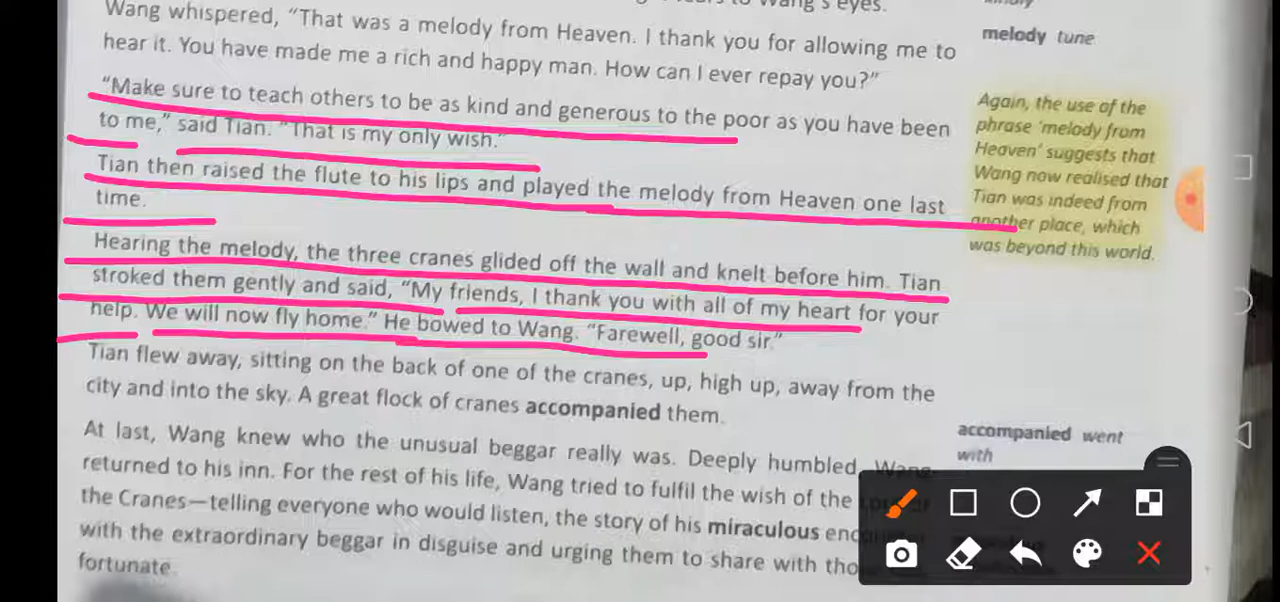 Wang whispered, “That was a melody from Heaven. I thank you for allowing me to
hear it. You have made me a rich and happy man. How can I ever repay you?”
“Make sure to teach others to be as kind and generous to the poor as you have been
to me,” said Tian. “That is my only wish.”
Tian then raised the flute to his lips and played the melody from Heaven one last
time.
Hearing the melody, the three cranes glided off the wall and knelt before him. Tian
stroked them gently and said, “My friends, I thank you with all of my heart for your
help. We will now fly home.” He bowed to Wang. “Farewell, good sir.”
Tian flew away, sitting on the back of one of the cranes, up, high up, away from the
city and into the sky. A great flock of cranes accompanied them.
At last, Wang knew who the unusual beggar really was. Deeply humbled, Wang
returned to his inn. For the rest of his life, Wang tried to fulfil the wish of the
the Cranes—telling everyone who would listen, the story of his miraculous
with the extraordinary beggar in disguise and urging them to share with
fortunate.
melody tune
Again, the use of the
phrase ‘melody from
Heaven’ suggests that
Wang now realised that
Tian was indeed from
another place, which
was beyond this world.
accompanied went
with